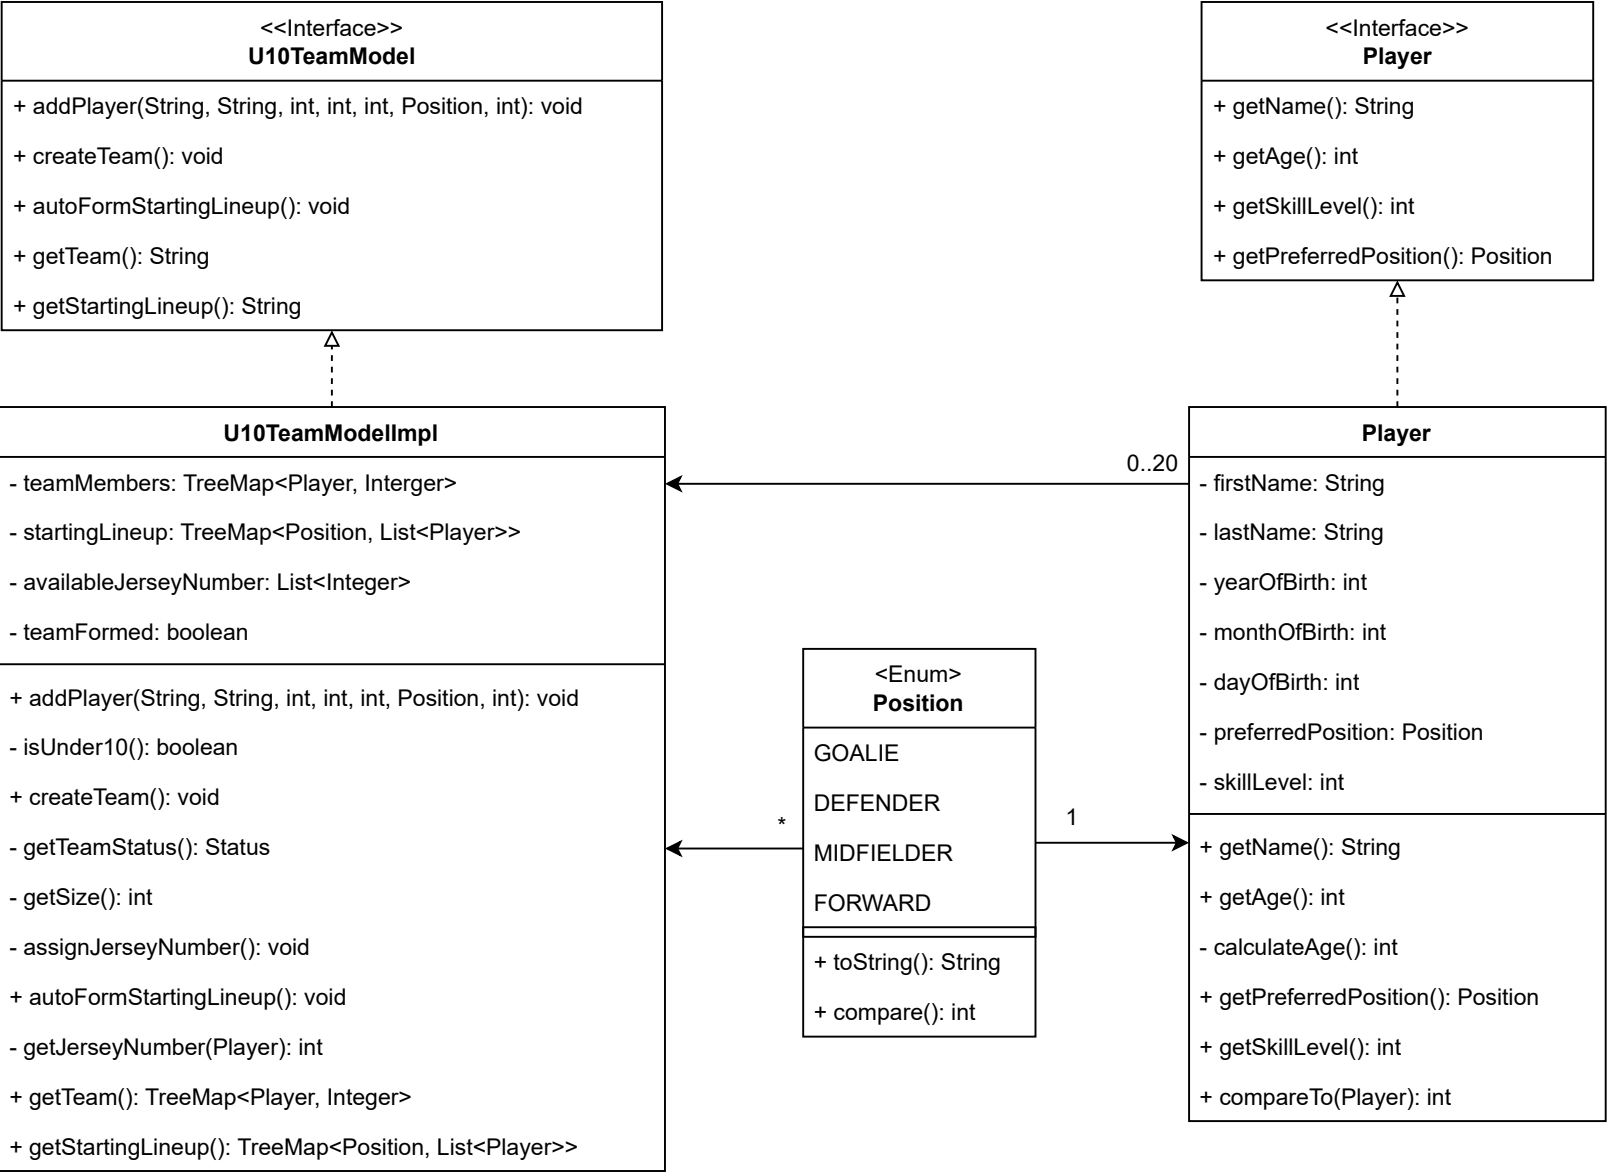 <<Interface>>
U10TeamModel
+ addPlayer(String, String, int, int, int, Position, int): void
+ createTeam(): void
+ autoFormStartingLineup(): void
+ getTeam(): String
+ getStartingLineup(): String
<<Interface>>
Player
+ getName(): String
+ getAge(): int
+ getSkillLevel(): int
+ getPreferredPosition(): Position
U10TeamModelImpl
- teamMembers: TreeMap<Player, Interger>
- startingLineup: TreeMap<Position, List<Player>>
- availableJerseyNumber: List<Integer>
- teamFormed: boolean
+ addPlayer(String, String, int, int, int, Position, int): void
- isUnder10(): boolean
+ createTeam(): void
- getTeamStatus(): Status
- getSize(): int
- assignJerseyNumber(): void
+ autoFormStartingLineup(): void
- getJerseyNumber(Player): int
+ getTeam(): TreeMap<Player, Integer>
+ getStartingLineup(): TreeMap<Position, List<Player>>
0..20
*
<Enum>
Position
GOALIE
DEFENDER
MIDFIELDER
FORWARD
+ toString(): String
+ compare(): int
1
Player
- firstName: String
- lastName: String
- yearOfBirth: int
- monthOfBirth: int
- dayOfBirth: int
- preferredPosition: Position
- skillLevel: int
+ getName(): String
+ getAge(): int
- calculateAge(): int
+ getPreferredPosition(): Position
+ getSkillLevel(): int
+ compareTo(Player): int